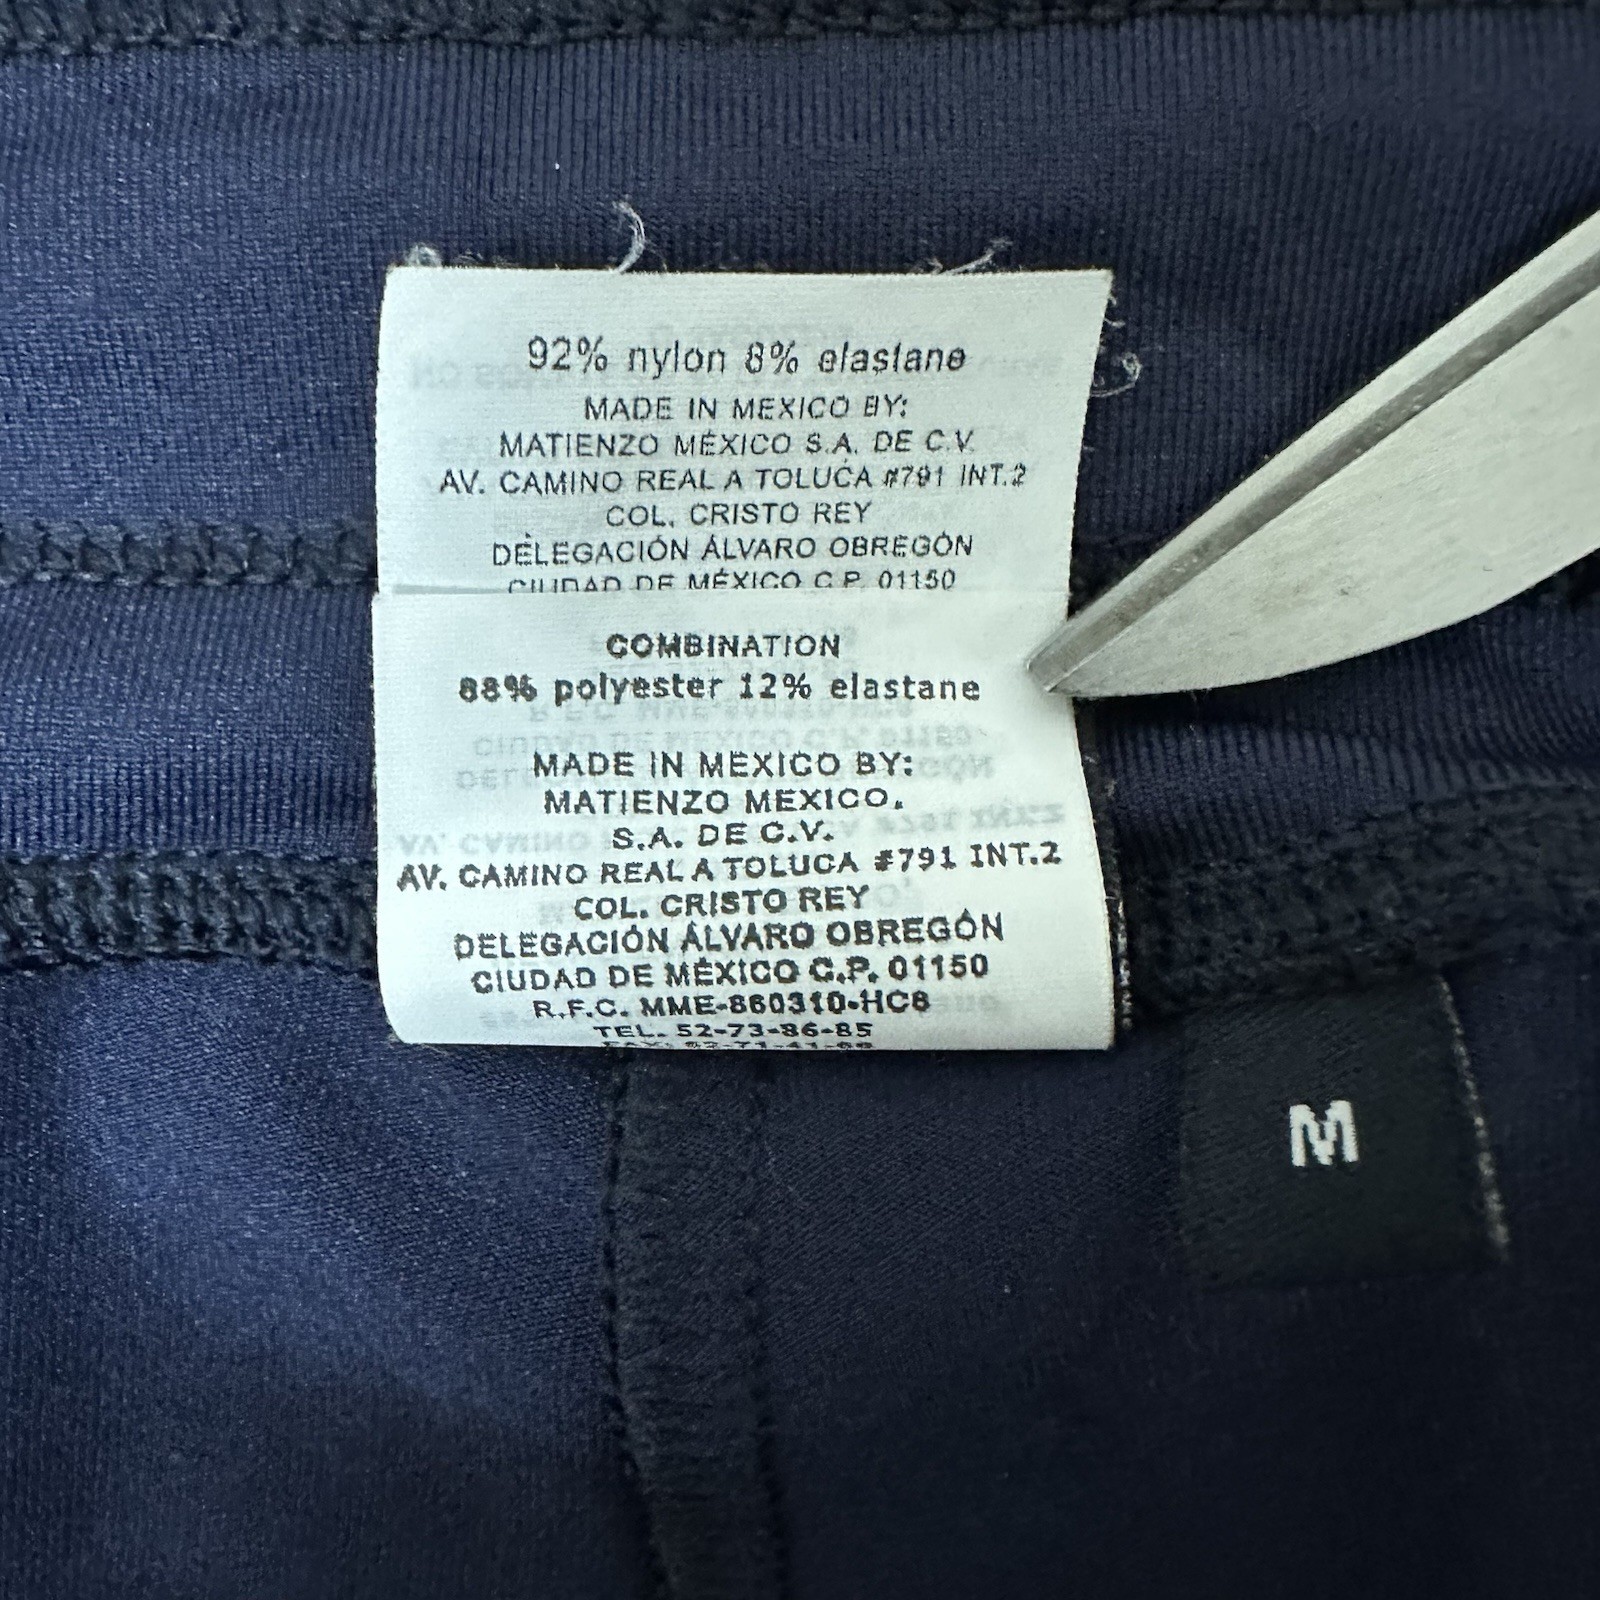 92% nylon 8% elastane
MADE IN MEXICO BY:
MATIENZO MÉXICO S.A. DE C.V.
AV. CAMINO REAL A TOLUCA #791 INT.2
COL. CRISTO REY
DELEGACIÓN ÁLVARO OBREGÓN
CIUDAD DE MÉXICO C.P. 01150
COMBINATION
88% polyester 12% elastane
MADE IN MEXICO BY:
MATIENZO MEXICO,
S.A. DE C.V.
AV. CAMINO REAL A TOLUCA #791 INT.2
COL. CRISTO REY
DELEGACIÓN ÁLVARO OBREGÓN
CIUDAD DE MÉXICO C.P. 01150
R.F.C. MME-860310-HC8
TEL. 52-73-86-85
M